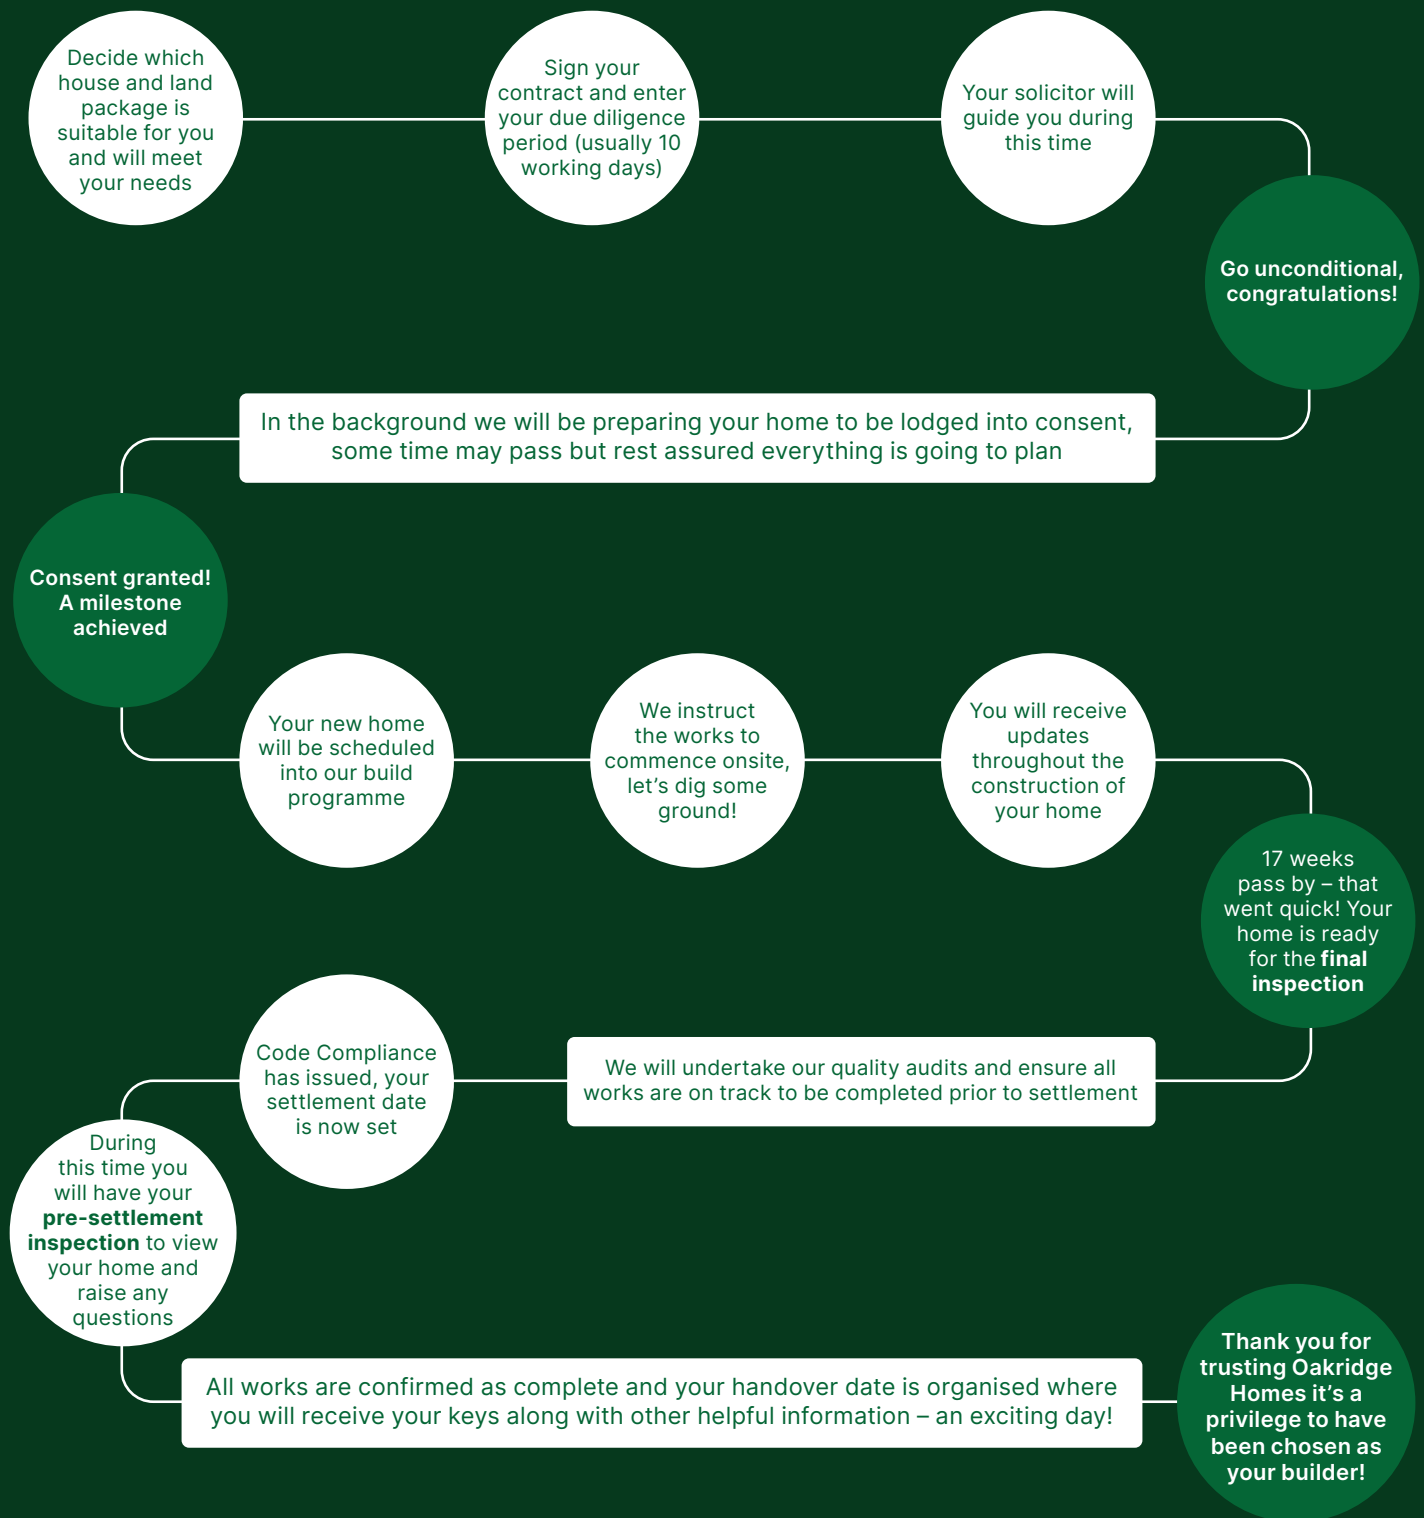 Decide which
house and land
package is
suitable for you
and will meet
your needs
Sign your
contract and enter
your due diligence
period (usually 10
working days)
Your solicitor will
guide you during
this time
Go unconditional,
congratulations!
In the background we will be preparing your home to be lodged into consent,
some time may pass but rest assured everything is going to plan
Consent granted!
A milestone
achieved
Your new home
will be scheduled
into our build
programme
We instruct
the works to
commence onsite,
let’s dig some
ground!
You will receive
updates
throughout the
construction of
your home
17 weeks
pass by – that
went quick! Your
home is ready
for the final
inspection
We will undertake our quality audits and ensure all
works are on track to be completed prior to settlement
Code Compliance
has issued, your
settlement date
is now set
During
this time you
will have your
pre-settlement
inspection to view
your home and
raise any
questions
All works are confirmed as complete and your handover date is organised where
you will receive your keys along with other helpful information – an exciting day!
Thank you for
trusting Oakridge
Homes it’s a
privilege to have
been chosen as
your builder!